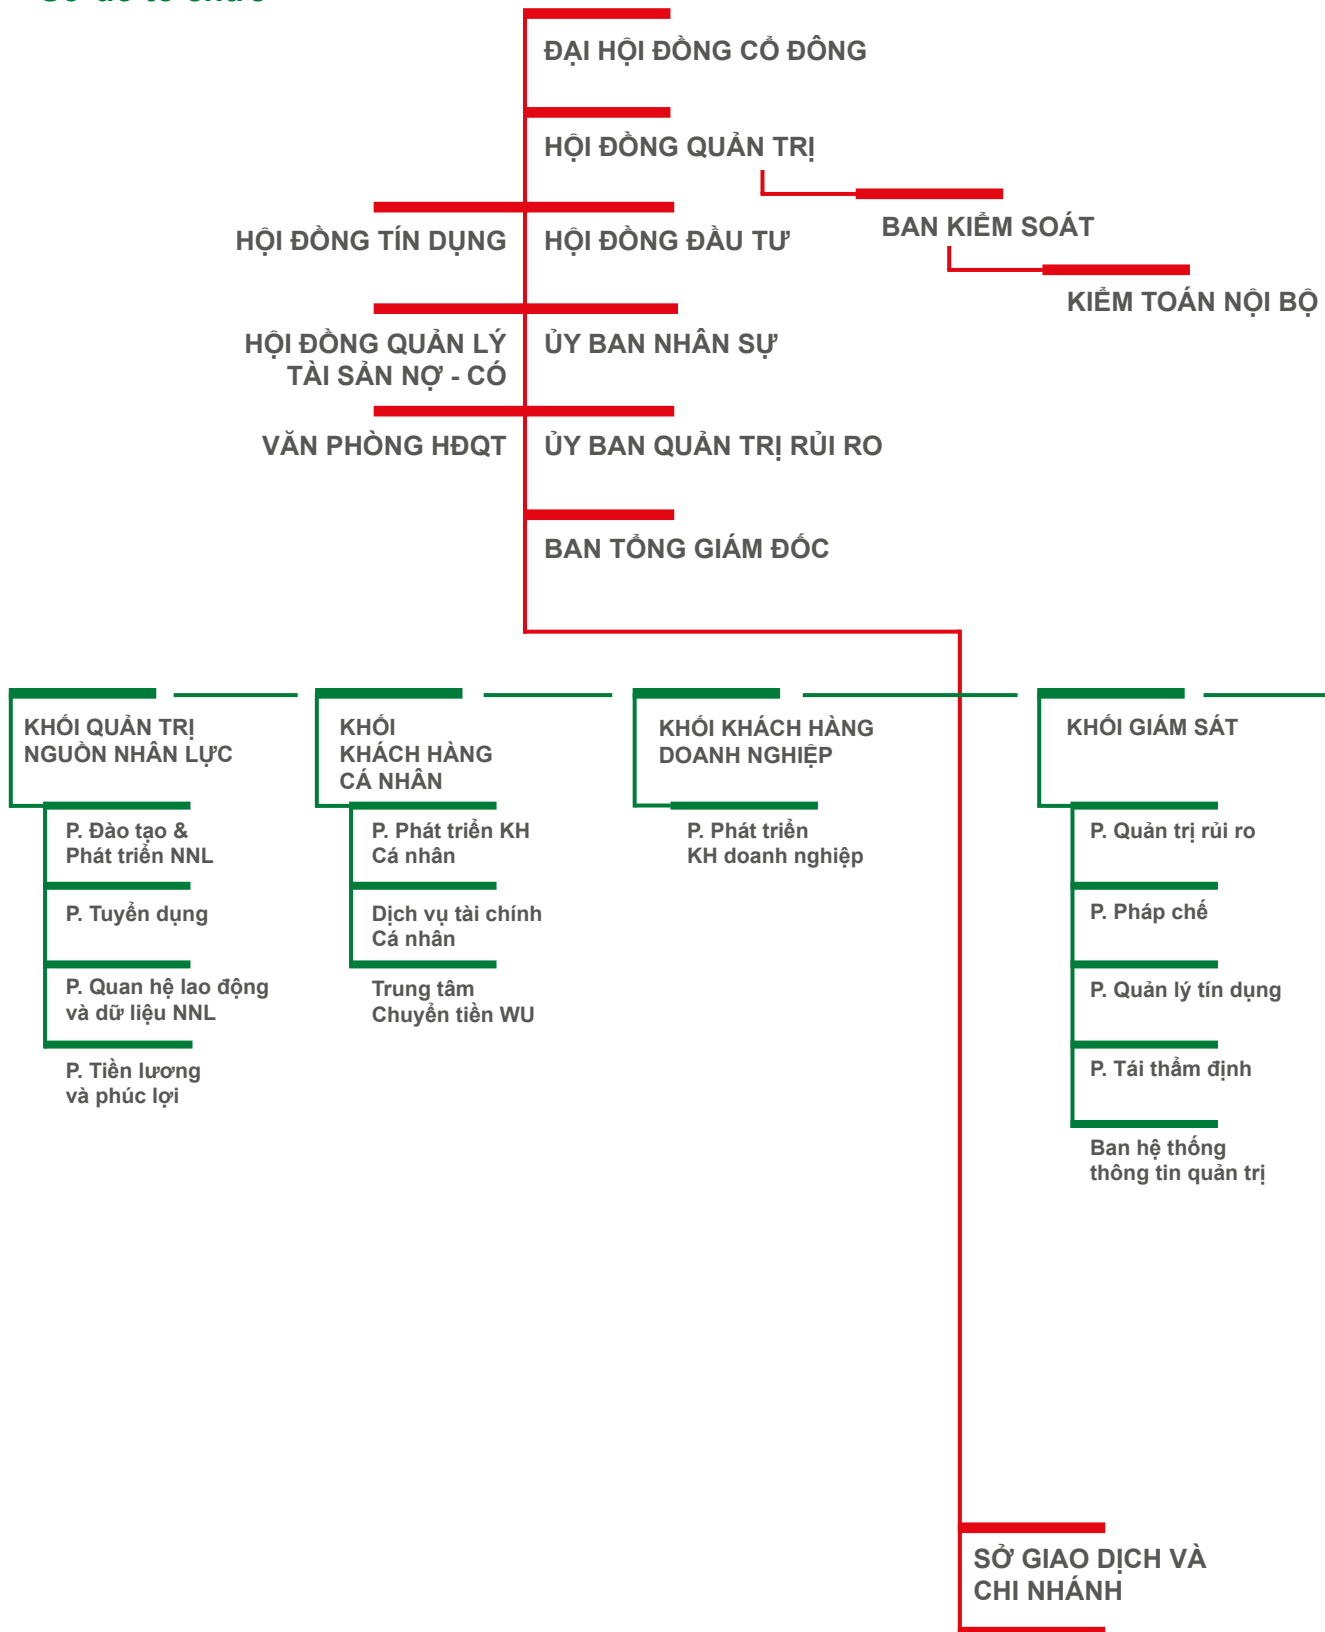 ĐẠI HỘI ĐỒNG CỔ ĐÔNG
HỘI ĐỒNG QUẢN TRỊ
BAN KIỂM SOÁT
KIỂM TOÁN NỘI BỘ
HỘI ĐỒNG TÍN DỤNG
HỘI ĐỒNG ĐẦU TƯ
HỘI ĐỒNG QUẢN LÝ
TÀI SẢN NỢ - CÓ
ỦY BAN NHÂN SỰ
VĂN PHÒNG HĐQT
ỦY BAN QUẢN TRỊ RỦI RO
BAN TỔNG GIÁM ĐỐC
KHỐI QUẢN TRỊ
NGUỒN NHÂN LỰC
P. Đào tạo &
Phát triển NNL
P. Tuyển dụng
P. Quan hệ lao động
và dữ liệu NNL
P. Tiền lương
và phúc lợi
KHỐI
KHÁCH HÀNG
CÁ NHÂN
P. Phát triển KH
Cá nhân
Dịch vụ tài chính
Cá nhân
Trung tâm
Chuyển tiền WU
KHỐI KHÁCH HÀNG
DOANH NGHIỆP
P. Phát triển
KH doanh nghiệp
KHỐI GIÁM SÁT
P. Quản trị rủi ro
P. Pháp chế
P. Quản lý tín dụng
P. Tái thẩm định
Ban hệ thống
thông tin quản trị
SỞ GIAO DỊCH VÀ
CHI NHÁNH